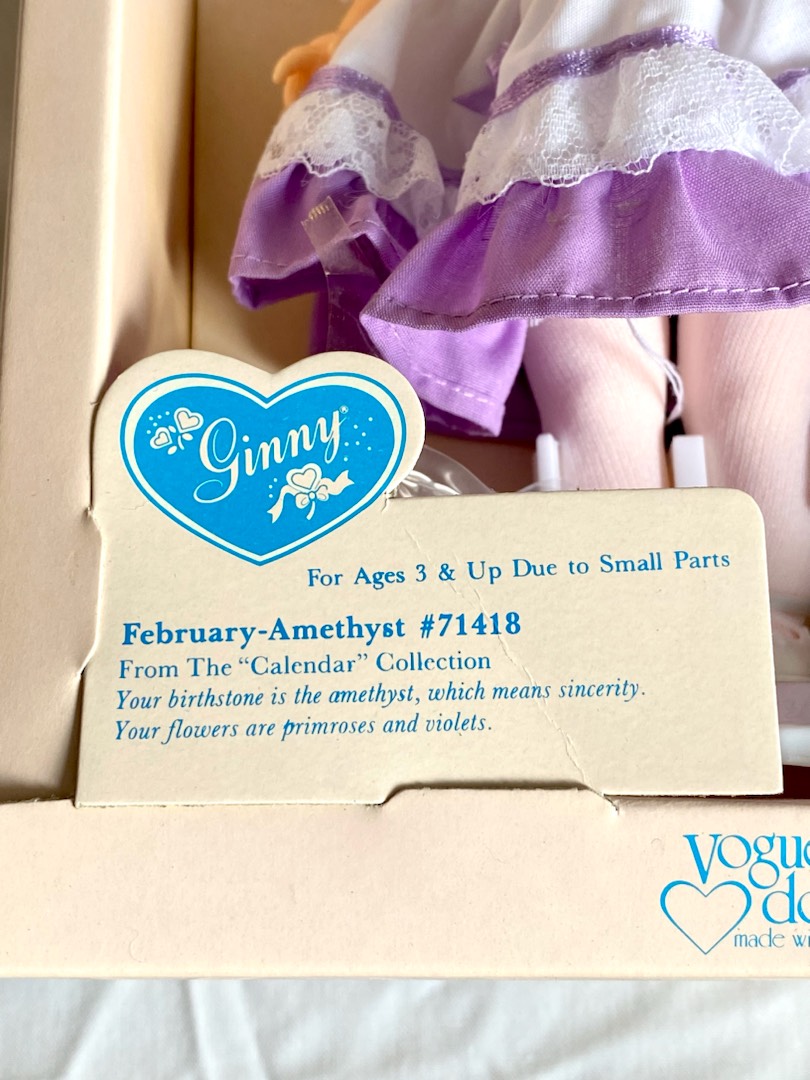 Ginny®
For Ages 3 & Up Due to Small Parts
February-Amethyst #71418
From The “Calendar” Collection
Your birthstone is the amethyst, which means sincerity.
Your flowers are primroses and violets.
Vogue
made